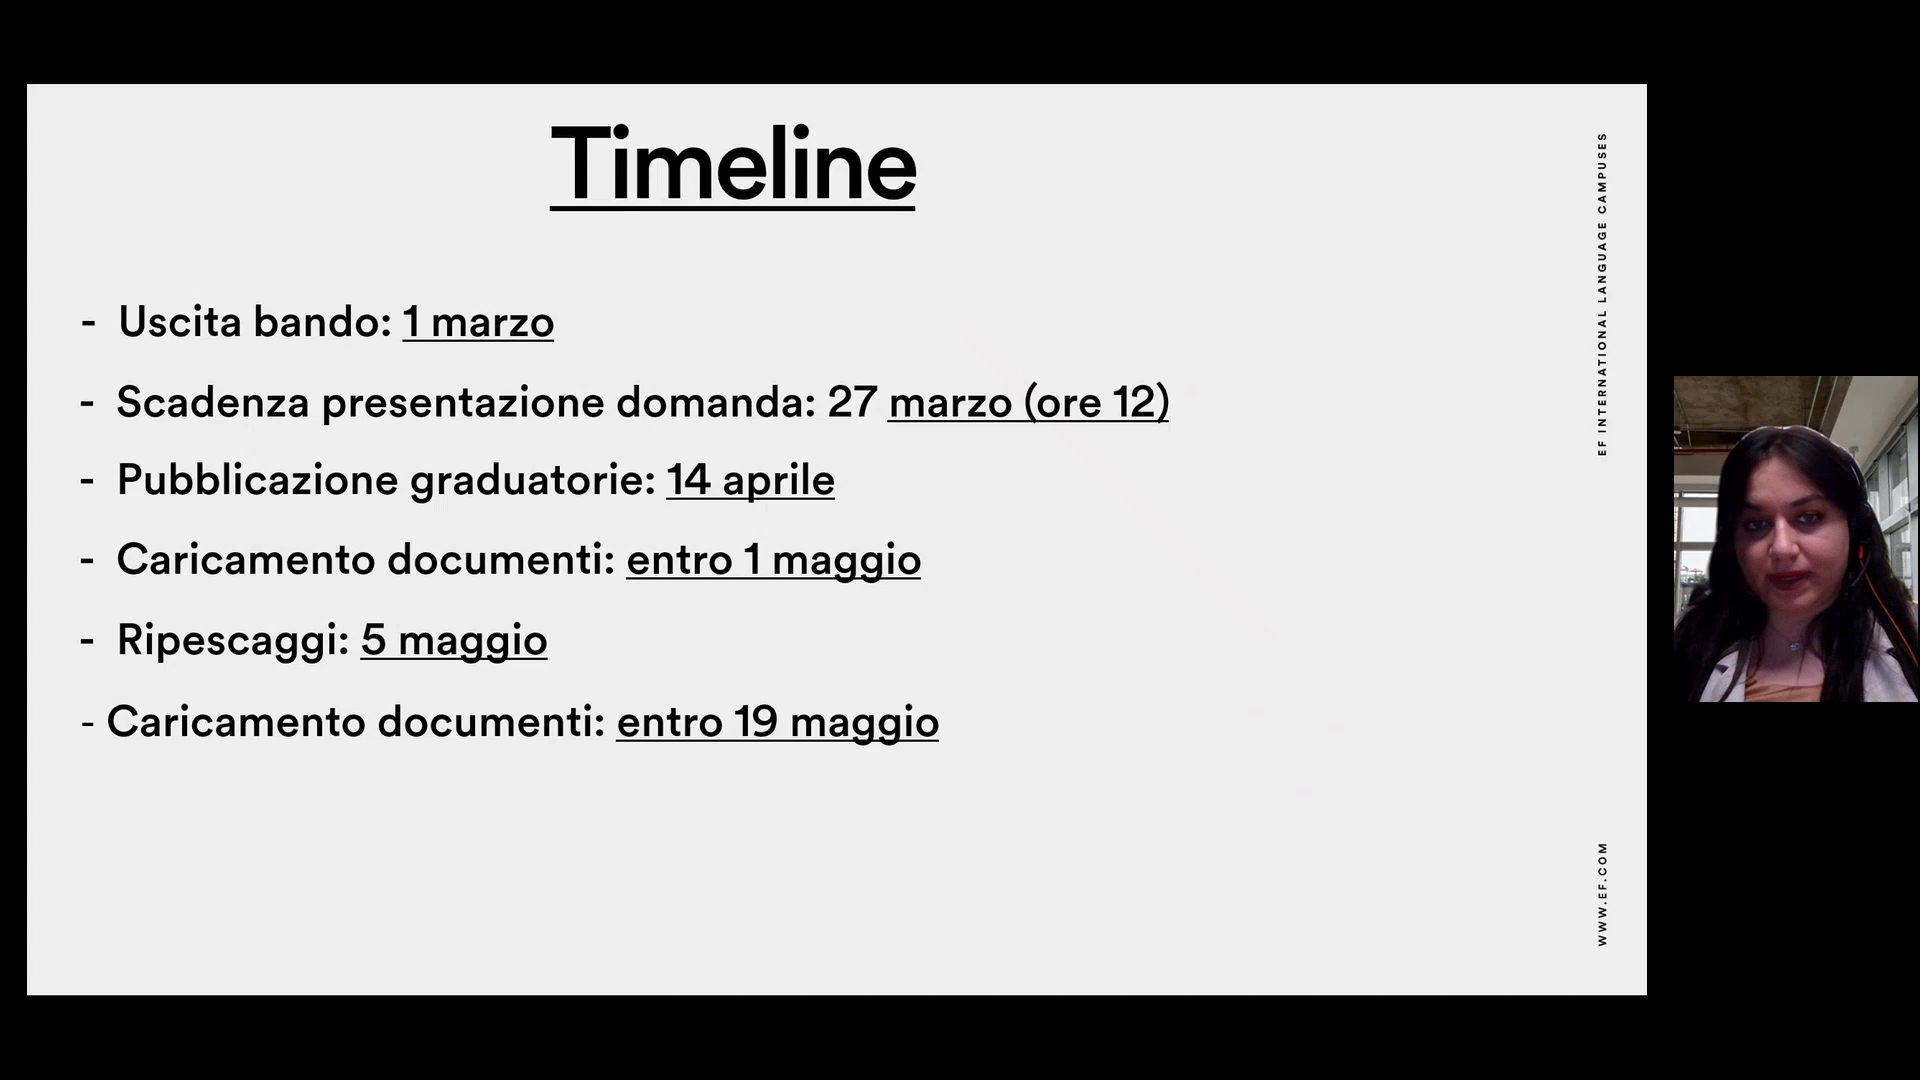 Timeline
- Uscita bando: 1 marzo
- Scadenza presentazione domanda: 27 marzo (ore 12)
- Pubblicazione graduatorie: 14 aprile
- Caricamento documenti: entro 1 maggio
- Ripescaggi: 5 maggio
- Caricamento documenti: entro 19 maggio
EF INTERNATIONAL LANGUAGE CAMPUSES
WWW.EF.COM